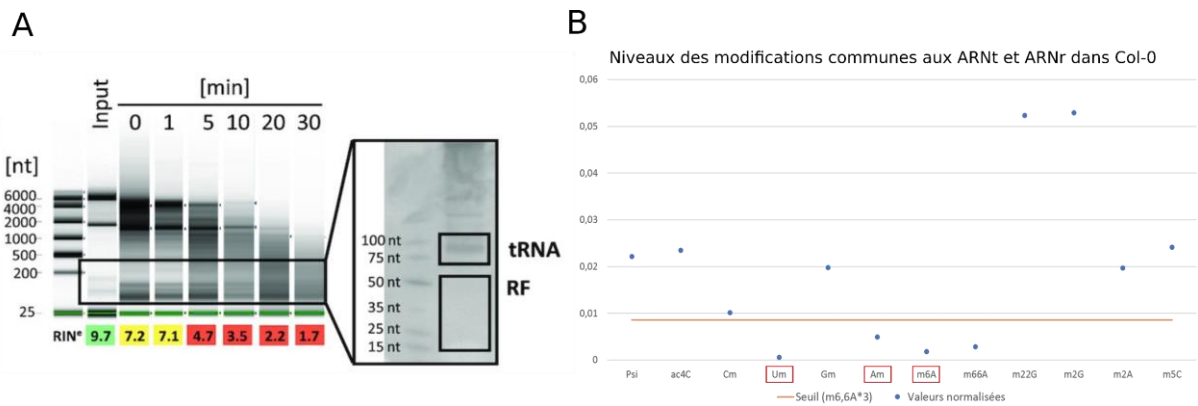 A
Input
[min]
0 1 5 10 20 30
[nt]
6000
4000
2000
1000
500
200
25
RINᵉ 9.7 7.2 7.1 4.7 3.5 2.2 1.7
100 nt
75 nt
50 nt
35 nt
25 nt
15 nt
tRNA
RF
B
Niveaux des modifications communes aux ARNt et ARNr dans Col-0
0,06
0,05
0,04
0,03
0,02
0,01
0
Psi ac4C Cm Um Gm Am m6A m66A m22G m2G m2A m5C
Seuil (m6,6A*3) Valeurs normalisées